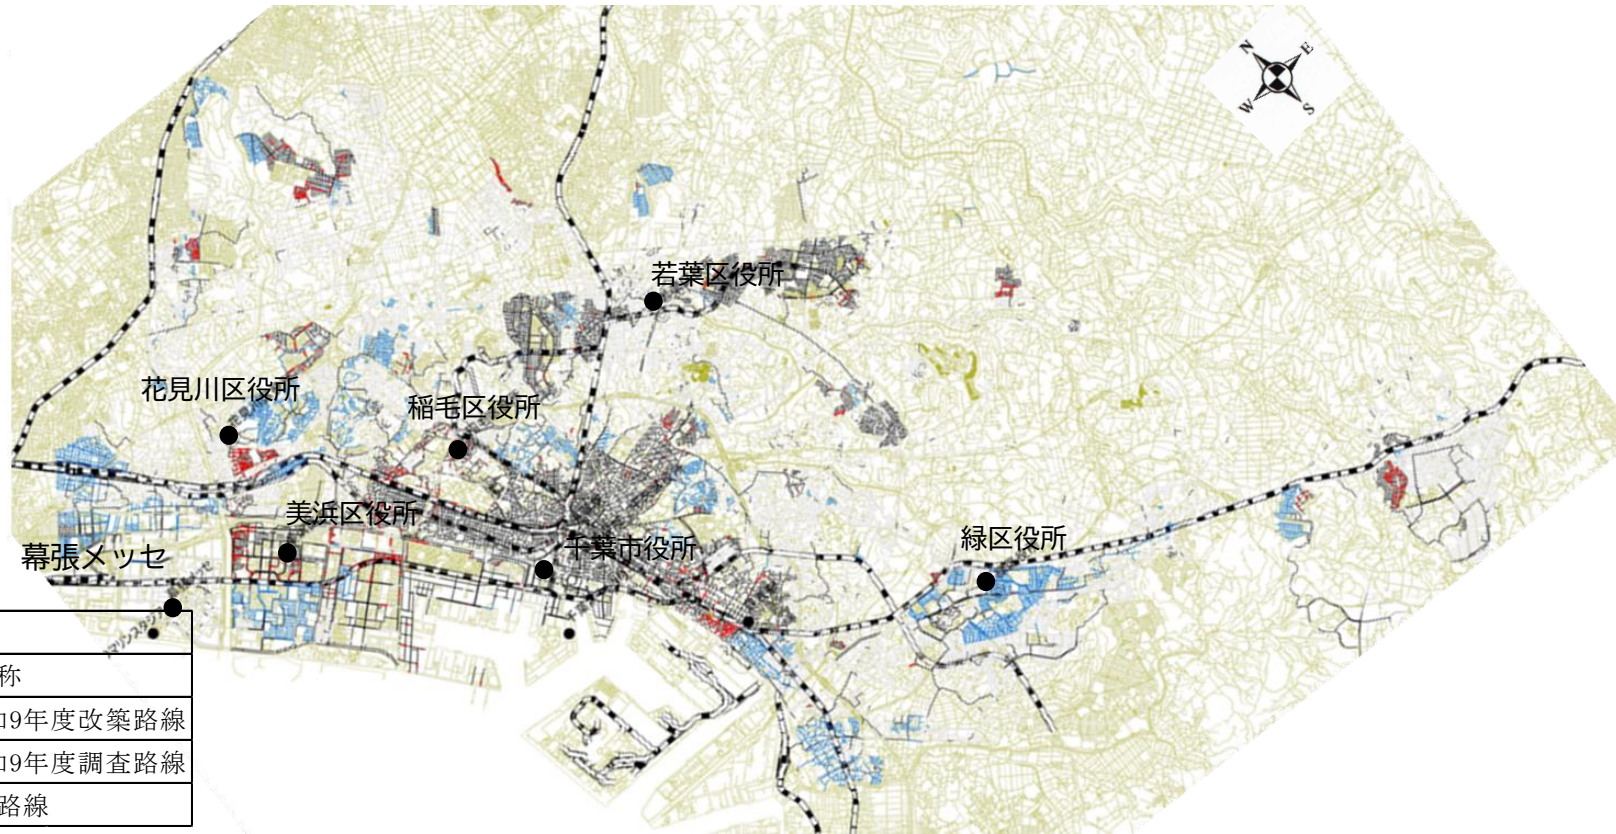 N
E
W
S
若葉区役所
花見川区役所
稲毛区役所
美浜区役所
千葉市役所
緑区役所
幕張メッセ
称
和9年度改築路線
和9年度調査路線
路線